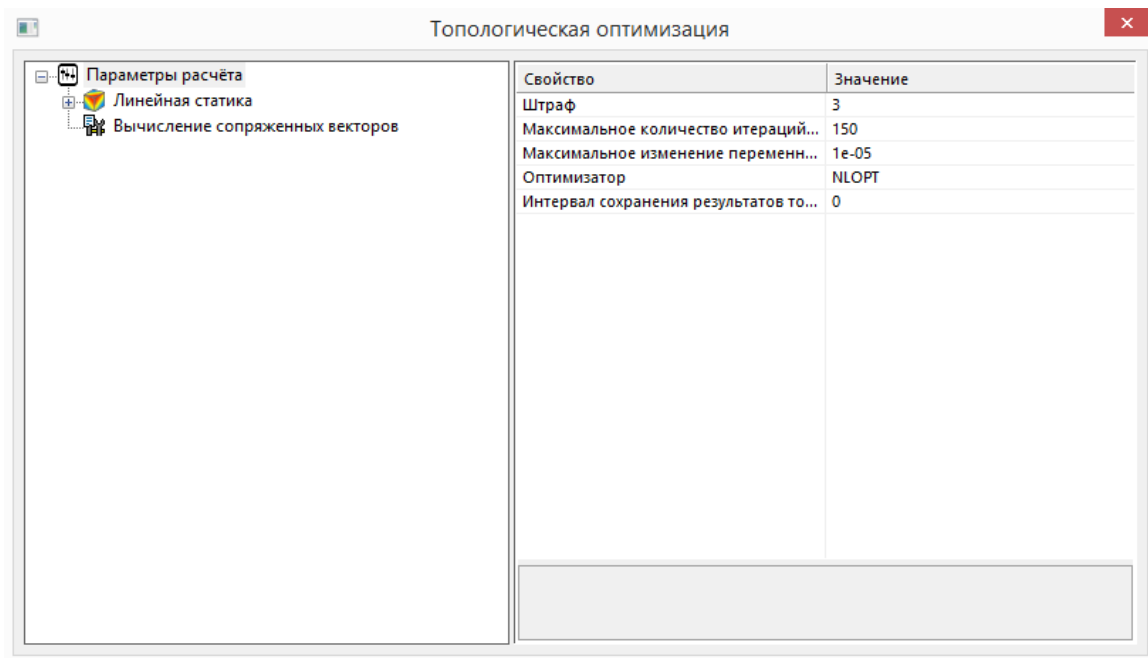 Топологическая оптимизация
Параметры расчёта
Линейная статика
Вычисление сопряженных векторов
Свойство Значение
Штраф 3
Максимальное количество итераций... 150
Максимальное изменение переменн... 1e-05
Оптимизатор NLOPT
Интервал сохранения результатов то... 0